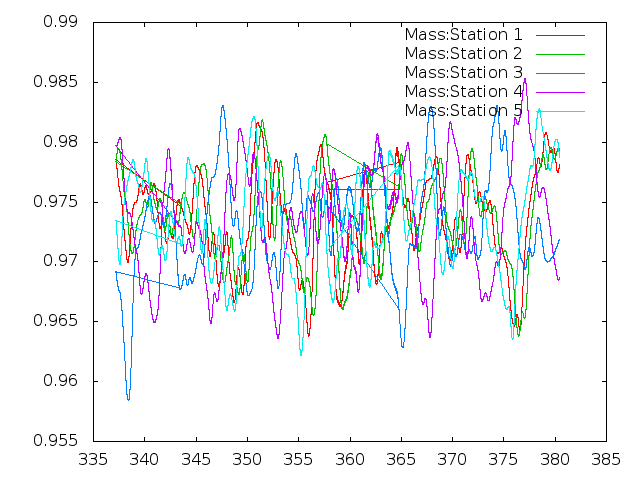 0.99
0.985
0.98
0.975
0.97
0.965
0.96
0.955
335 340 345 350 355 360 365 370 375 380 385
Mass:Station 1
Mass:Station 2
Mass:Station 3
Mass:Station 4
Mass:Station 5